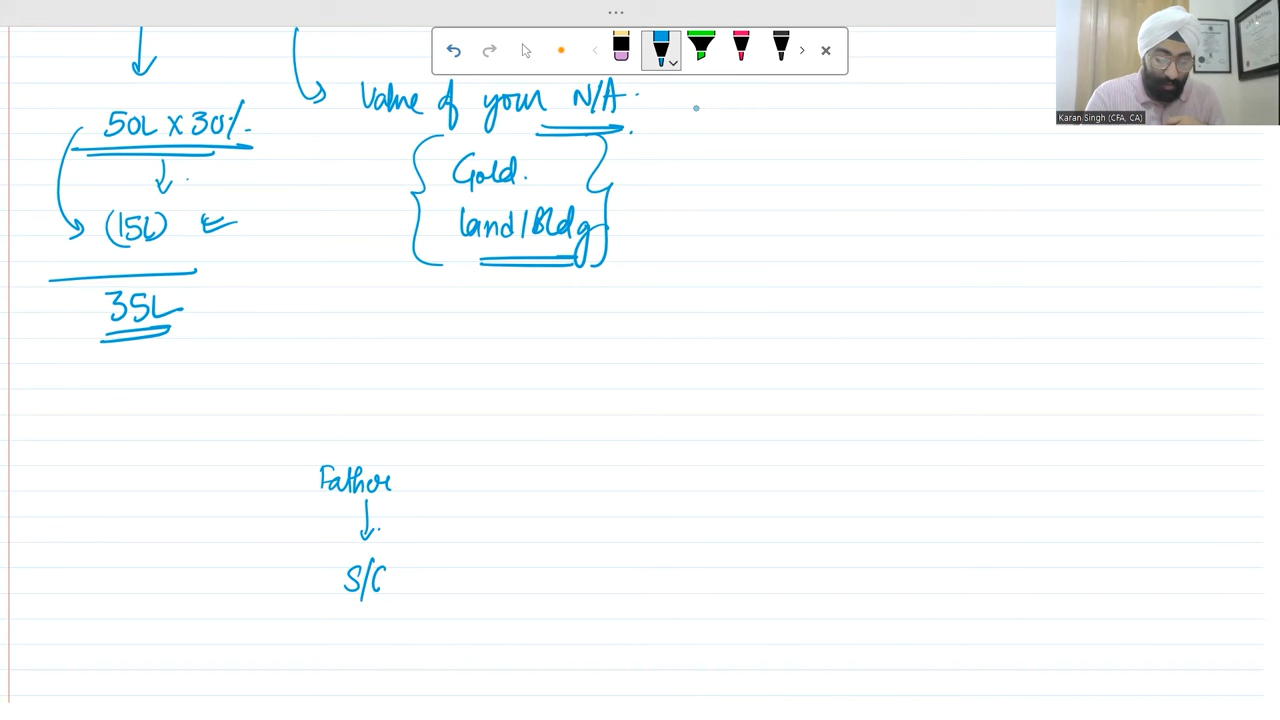 50L X 30%.
(15L)
35L
Value of your N/A.
Gold.
land/Bldg
Father
S/C
Karan Singh (CFA, CA)